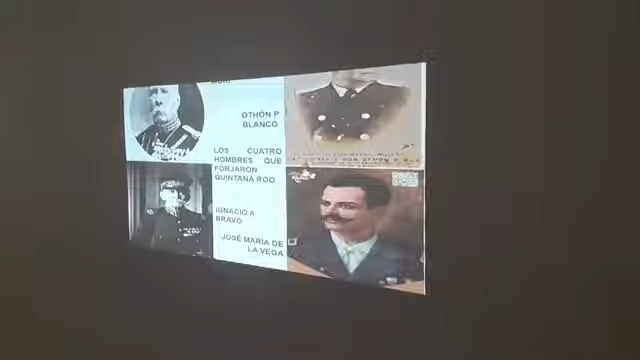 OTHÓN P
BLANCO
LOS CUATRO
HOMBRES QUE
FORJARON
QUINTANA ROO
IGNACIO A
BRAVO
JOSÉ MARÍA DE
LA VEGA